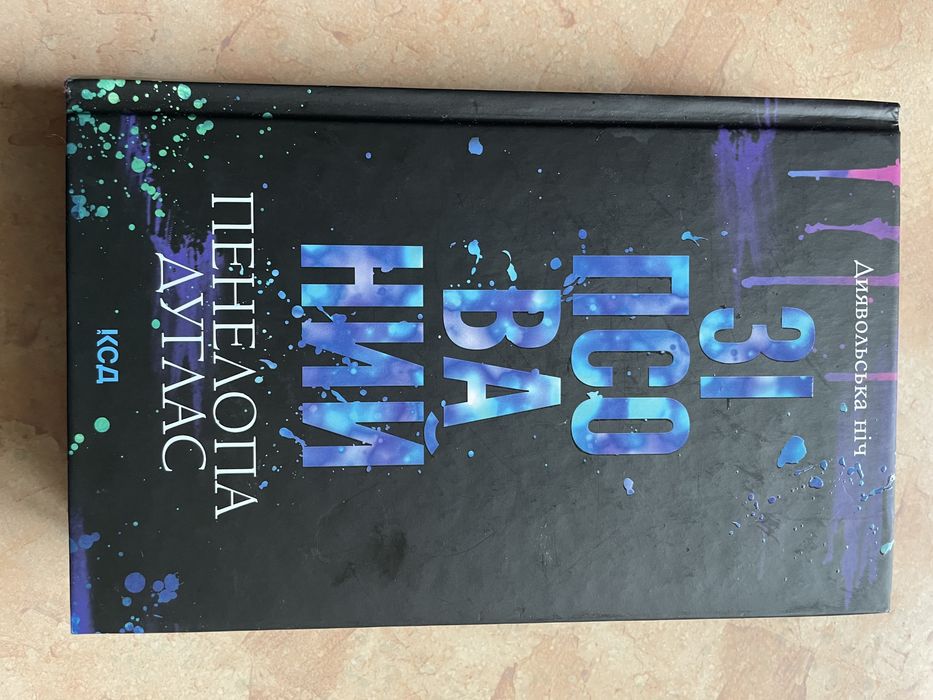 Диявольська ніч
ЗІ
ПСО
ВА
НИЙ
ПЕНЕЛОПА
ДУГЛАС
КСД